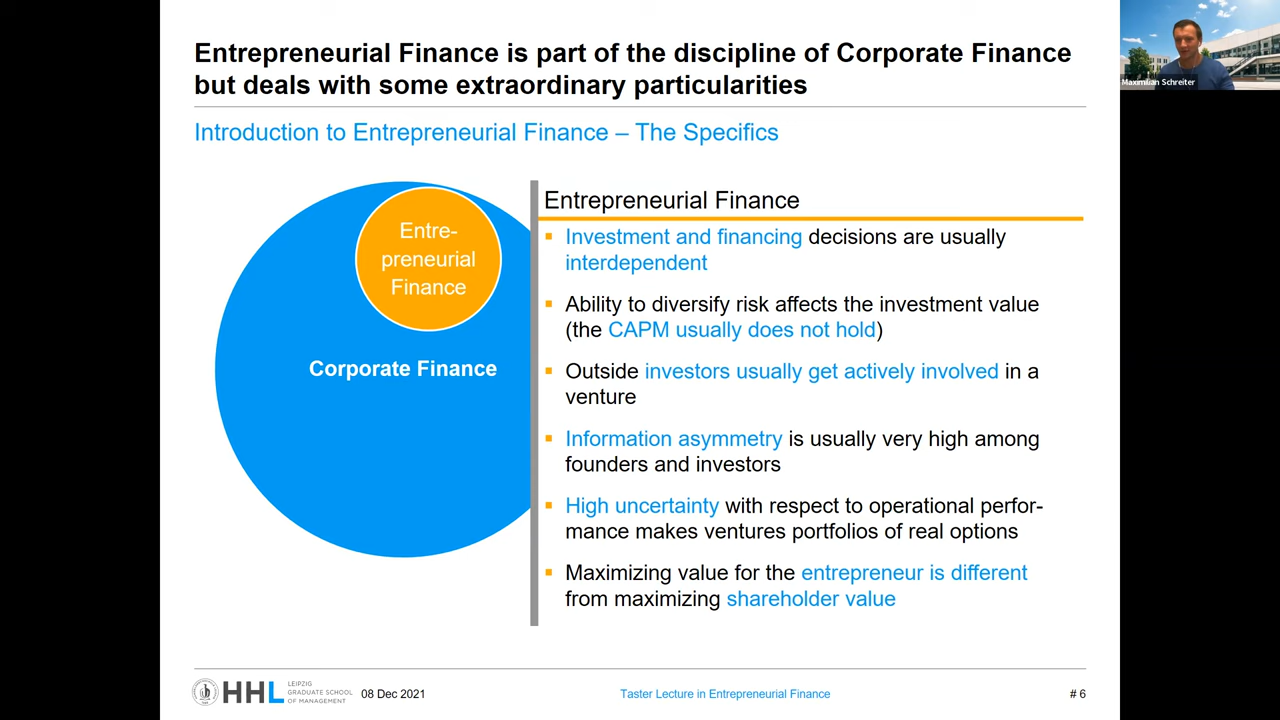 Entrepreneurial Finance is part of the discipline of Corporate Finance
but deals with some extraordinary particularities
Maximilian Schreiter
Introduction to Entrepreneurial Finance – The Specifics
Entre-
preneurial
Finance
Corporate Finance
Entrepreneurial Finance
▪ Investment and financing decisions are usually
interdependent
▪ Ability to diversify risk affects the investment value
(the CAPM usually does not hold)
▪ Outside investors usually get actively involved in a
venture
▪ Information asymmetry is usually very high among
founders and investors
▪ High uncertainty with respect to operational perfor-
mance makes ventures portfolios of real options
▪ Maximizing value for the entrepreneur is different
from maximizing shareholder value
HHL
LEIPZIG
GRADUATE SCHOOL
OF MANAGEMENT
08 Dec 2021
Taster Lecture in Entrepreneurial Finance
# 6